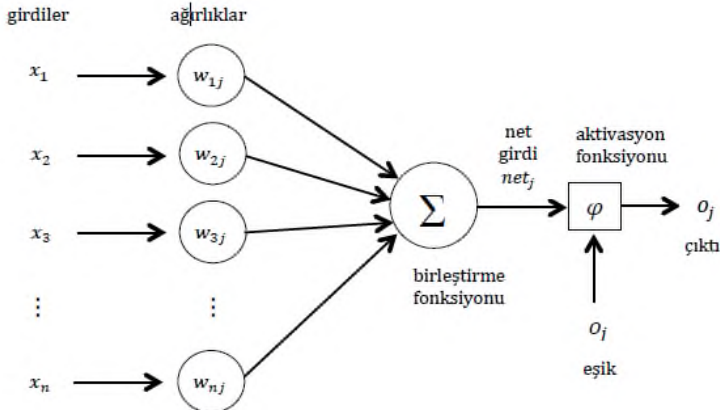 girdiler
ağırlıklar
x₁
w₁ⱼ
x₂
w₂ⱼ
x₃
w₃ⱼ
⋮
⋮
xₙ
wₙⱼ
∑
birleştirme
fonksiyonu
net
girdi
netⱼ
aktivasyon
fonksiyonu
φ
oⱼ
çıktı
oⱼ
eşik